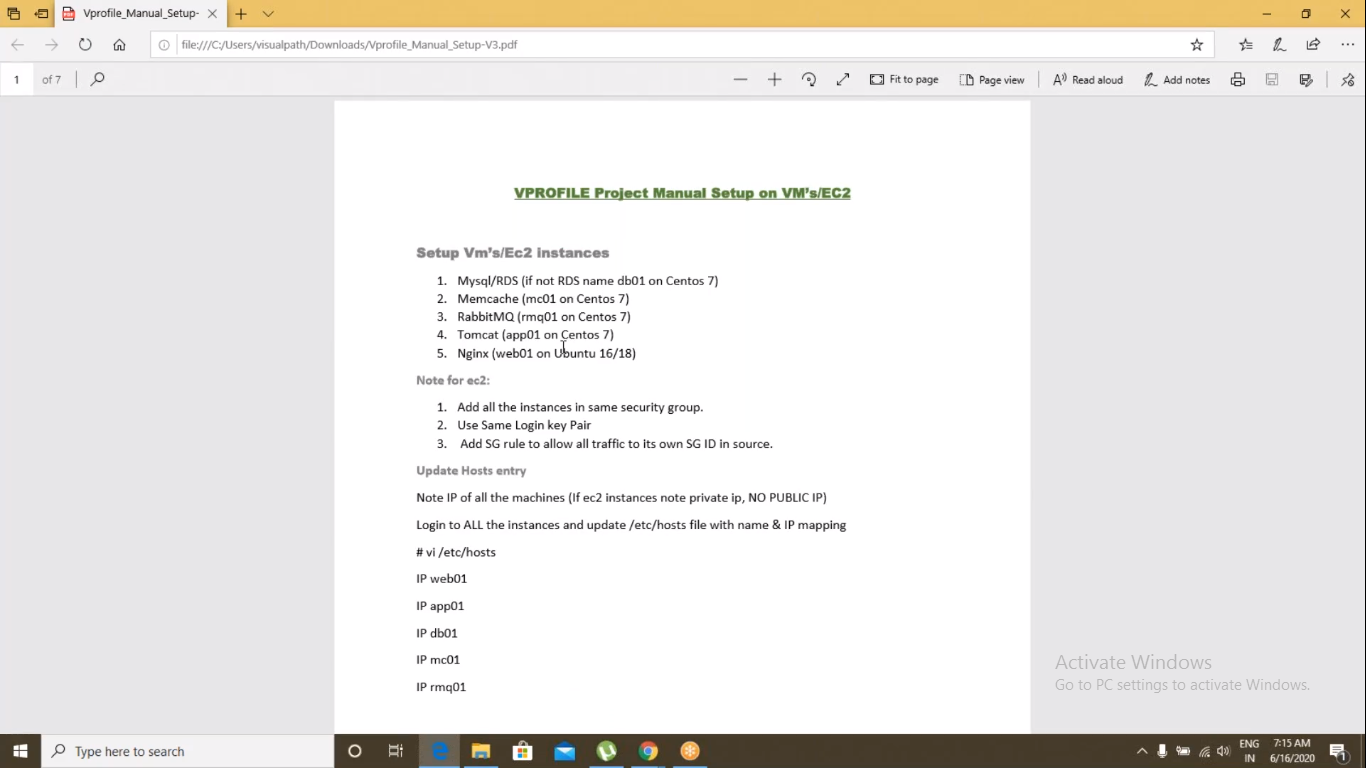 Vprofile_Manual_Setup-
file:///C:/Users/visualpath/Downloads/Vprofile_Manual_Setup-V3.pdf
1 of 7
Fit to page
Page view
Read aloud
Add notes
VPROFILE Project Manual Setup on VM's/EC2
Setup Vm's/Ec2 instances
1. Mysql/RDS (if not RDS name db01 on Centos 7)
2. Memcache (mc01 on Centos 7)
3. RabbitMQ (rmq01 on Centos 7)
4. Tomcat (app01 on Centos 7)
5. Nginx (web01 on Ubuntu 16/18)
Note for ec2:
1. Add all the instances in same security group.
2. Use Same Login key Pair
3. Add SG rule to allow all traffic to its own SG ID in source.
Update Hosts entry
Note IP of all the machines (If ec2 instances note private ip, NO PUBLIC IP)
Login to ALL the instances and update /etc/hosts file with name & IP mapping
# vi /etc/hosts
IP web01
IP app01
IP db01
IP mc01
IP rmq01
Activate Windows
Go to PC settings to activate Windows.
Type here to search
ENG
IN
7:15 AM
6/16/2020
1